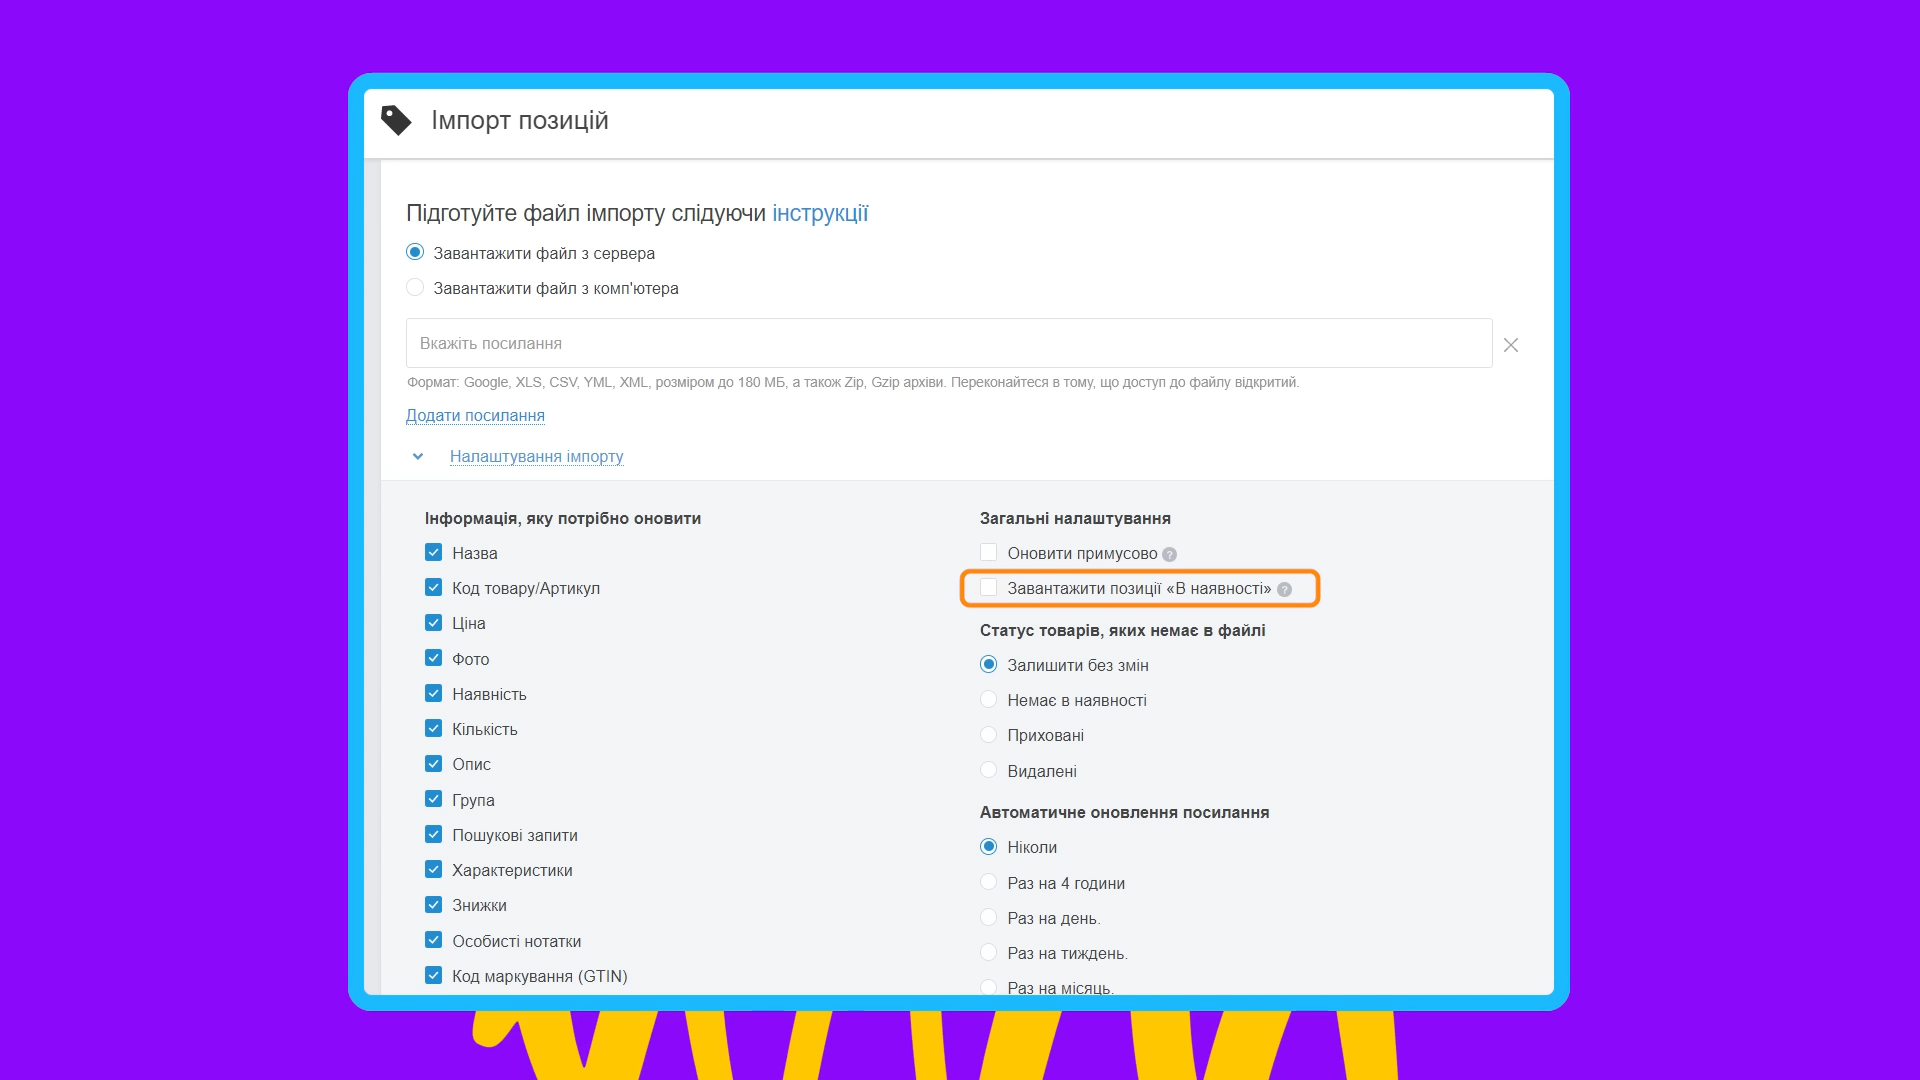 Імпорт позицій
Підготуйте файл імпорту слідуючи інструкції
Завантажити файл з сервера
Завантажити файл з комп'ютера
Вкажіть посилання
Формат: Google, XLS, CSV, YML, XML, розміром до 180 МБ, а також Zip, Gzip архіви. Переконайтеся в тому, що доступ до файлу відкритий.
Додати посилання
Налаштування імпорту
Інформація, яку потрібно оновити
Назва
Код товару/Артикул
Ціна
Фото
Наявність
Кількість
Опис
Група
Пошукові запити
Характеристики
Знижки
Особисті нотатки
Код маркування (GTIN)
Загальні налаштування
Оновити примусово ?
Завантажити позиції «В наявності» ?
Статус товарів, яких немає в файлі
Залишити без змін
Немає в наявності
Приховані
Видалені
Автоматичне оновлення посилання
Ніколи
Раз на 4 години
Раз на день.
Раз на тиждень.
Раз на місяць.